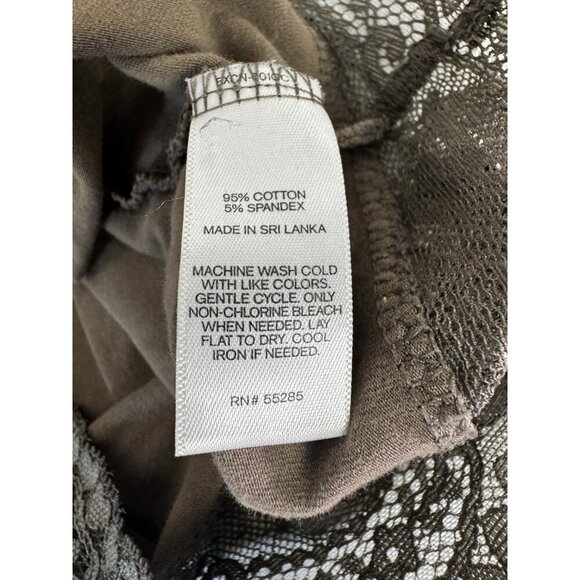 95% COTTON
5% SPANDEX
MADE IN SRI LANKA
MACHINE WASH COLD
WITH LIKE COLORS.
GENTLE CYCLE. ONLY
NON-CHLORINE BLEACH
WHEN NEEDED. LAY
FLAT TO DRY. COOL
IRON IF NEEDED.
RN# 55285